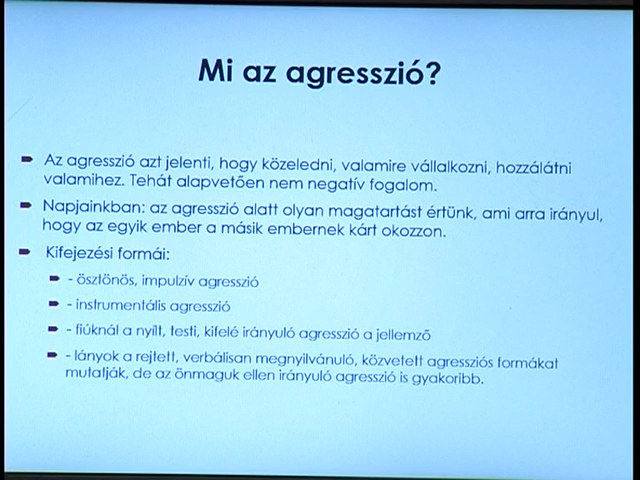 Mi az agresszió?
Az agresszió azt jelenti, hogy közeledni, valamire vállalkozni, hozzálátni
valamihez. Tehát alapvetően nem negatív fogalom.
Napjainkban: az agresszió alatt olyan magatartást értünk, ami arra irányul,
hogy az egyik ember a másik embernek kárt okozzon.
Kifejezési formái:
- ösztönös, impulzív agresszió
- instrumentális agresszió
- fiúknál a nyílt, testi, kifelé irányuló agresszió a jellemző
- lányok a rejtett, verbálisan megnyilvánuló, közvetett agressziós formákat
mutatják, de az önmaguk ellen irányuló agresszió is gyakoribb.